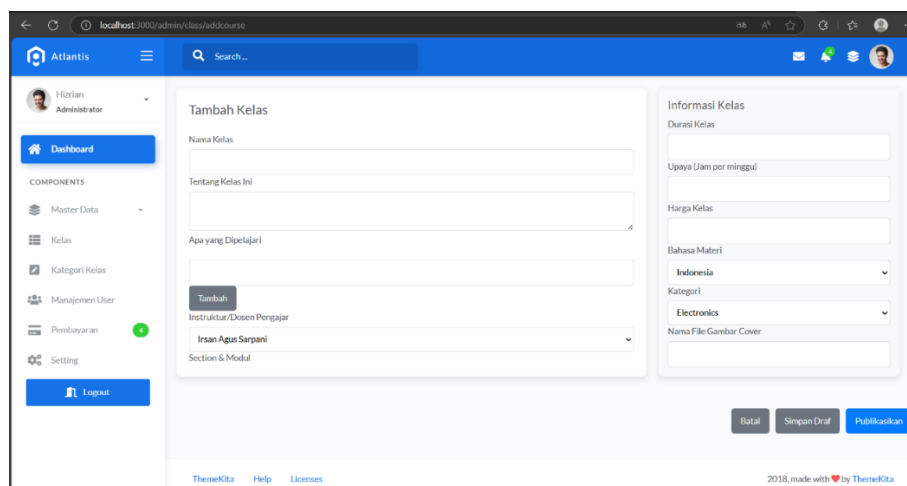 localhost:3000/admin/class/addcourse
Atlantis
Search ...
4
Hizrian
Administrator
Dashboard
COMPONENTS
Master Data
Kelas
Kategori Kelas
Manajemen User
Pembayaran
4
Setting
Logout
Tambah Kelas
Nama Kelas
Tentang Kelas Ini
Apa yang Dipelajari
Tambah
Instruktur/Dosen Pengajar
Irsan Agus Sarpani
Section & Modul
Informasi Kelas
Durasi Kelas
Upaya (Jam per minggu)
Harga Kelas
Bahasa Materi
Indonesia
Kategori
Electronics
Nama File Gambar Cover
Batal
Simpan Draf
Publikasikan
ThemeKita
Help
Licenses
2018, made with ❤ by ThemeKita